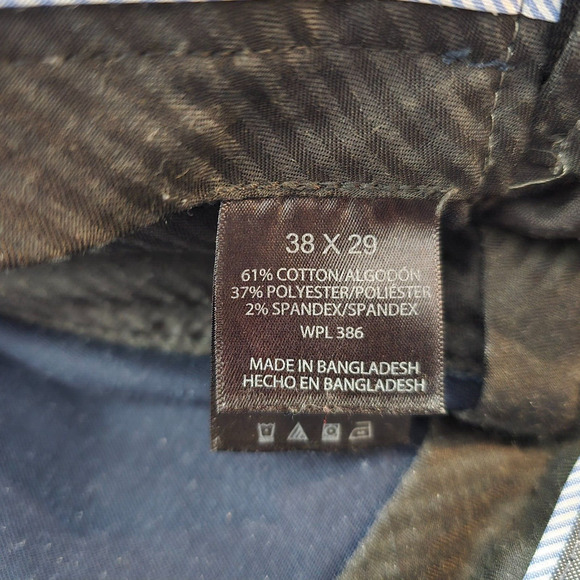 38 X 29
61% COTTON/ALGODÓN
37% POLYESTER/POLIÉSTER
2% SPANDEX/SPANDEX
WPL 386
MADE IN BANGLADESH
HECHO EN BANGLADESH